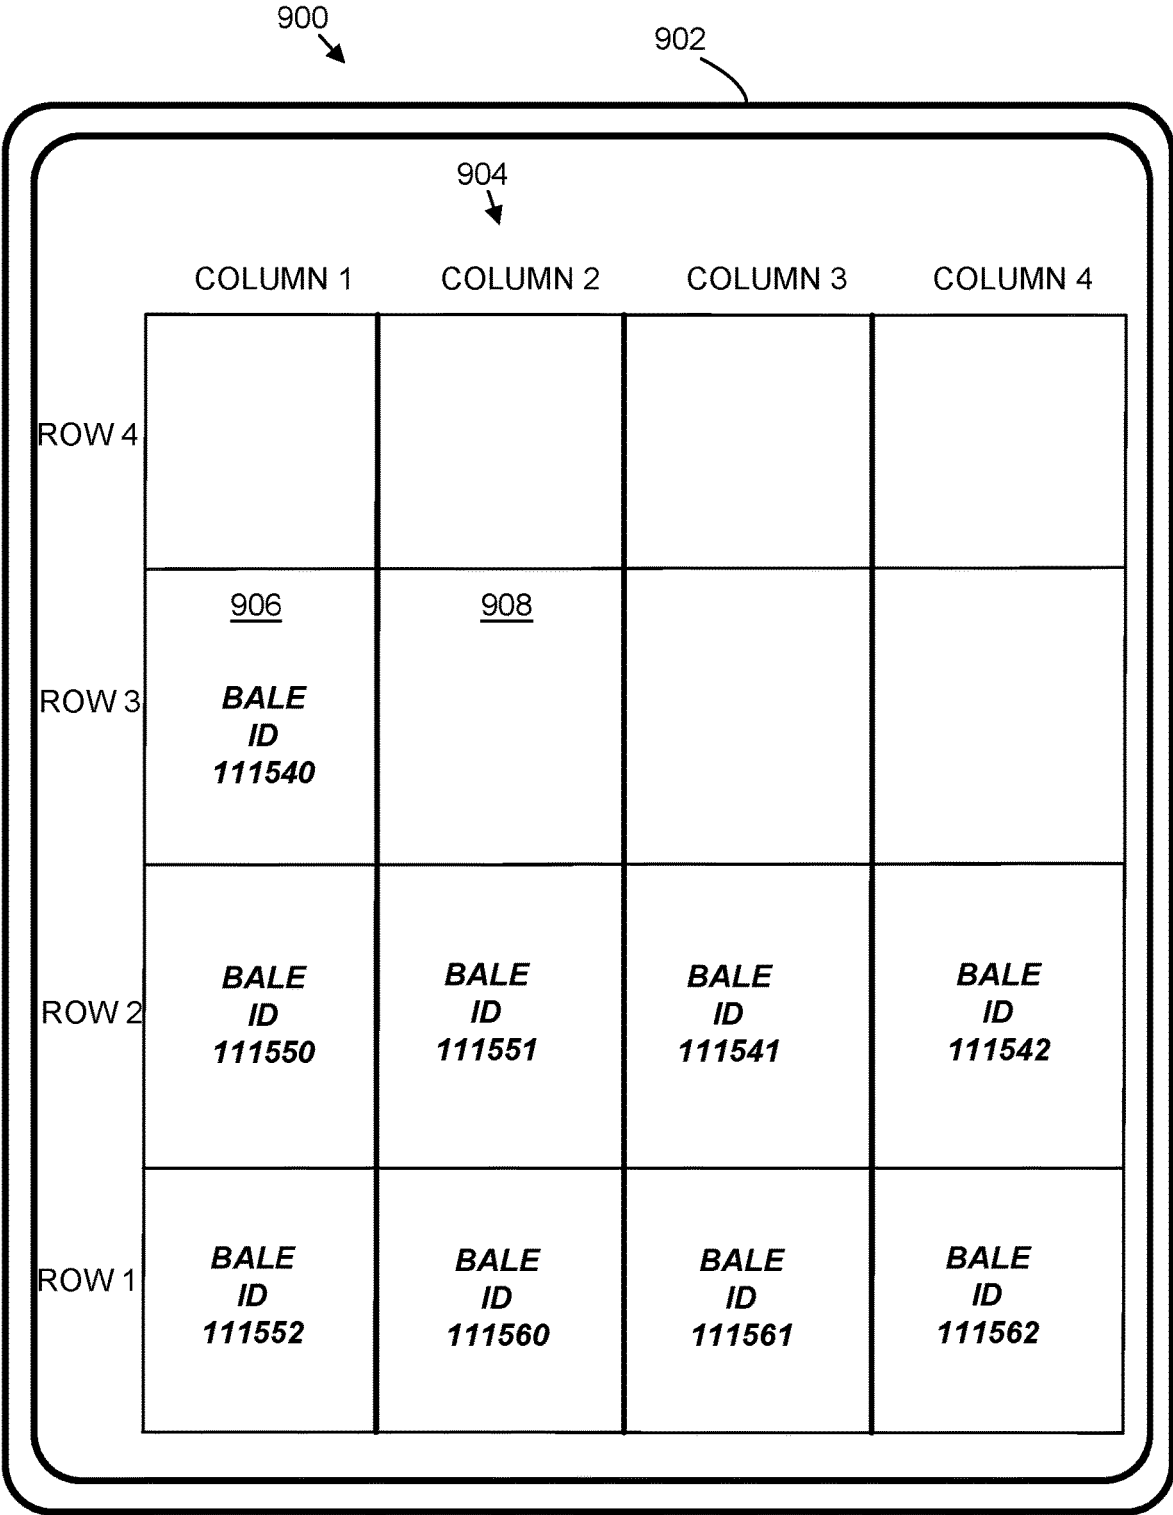 900
902
904
COLUMN 1 COLUMN 2 COLUMN 3 COLUMN 4
ROW 4
906 908
ROW 3
BALE
ID
111540
ROW 2
BALE
ID
111550
BALE
ID
111551
BALE
ID
111541
BALE
ID
111542
ROW 1
BALE
ID
111552
BALE
ID
111560
BALE
ID
111561
BALE
ID
111562